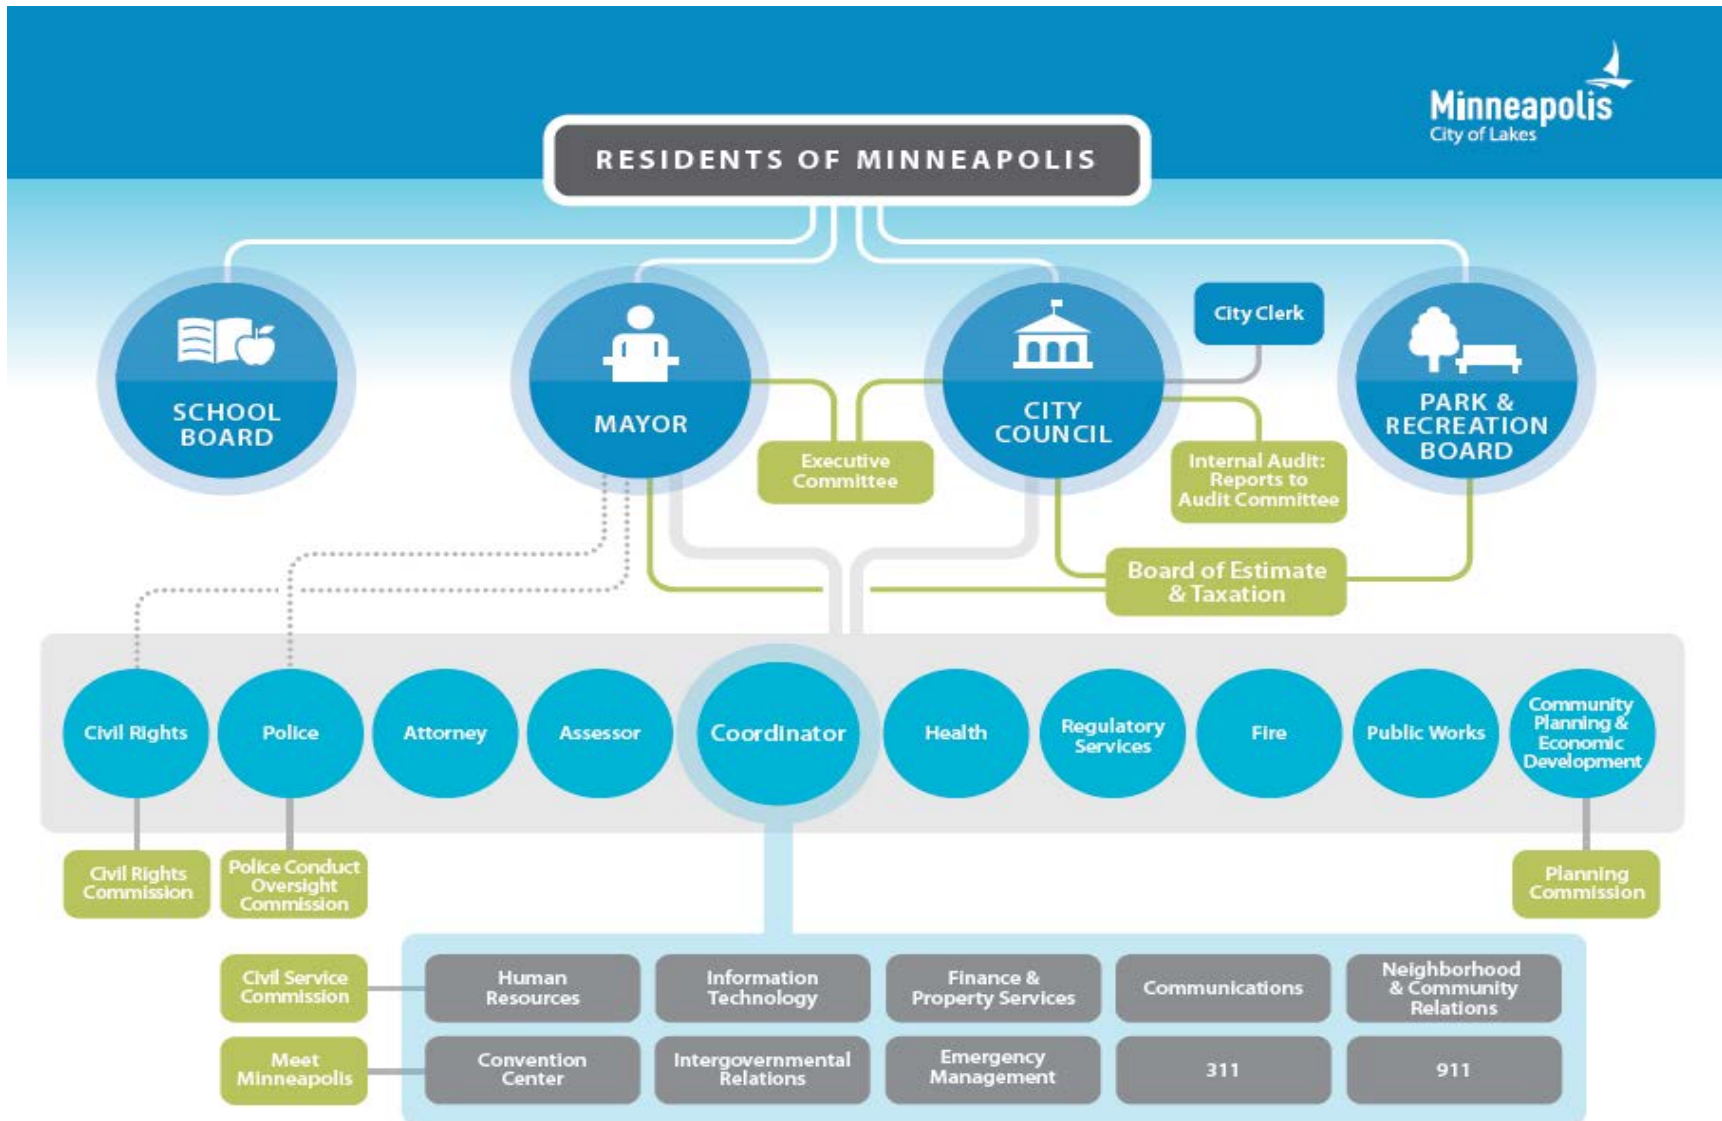 Minneapolis
City of Lakes
RESIDENTS OF MINNEAPOLIS
SCHOOL
BOARD
MAYOR
CITY
COUNCIL
City Clerk
PARK &
RECREATION
BOARD
Executive
Committee
Internal Audit:
Reports to
Audit Committee
Board of Estimate
& Taxation
Civil Rights
Police
Attorney
Assessor
Coordinator
Health
Regulatory
Services
Fire
Public Works
Community
Planning &
Economic
Development
Civil Rights
Commission
Police Conduct
Oversight
Commission
Planning
Commission
Civil Service
Commission
Human
Resources
Information
Technology
Finance &
Property Services
Communications
Neighborhood
& Community
Relations
Meet
Minneapolis
Convention
Center
Intergovernmental
Relations
Emergency
Management
311
911